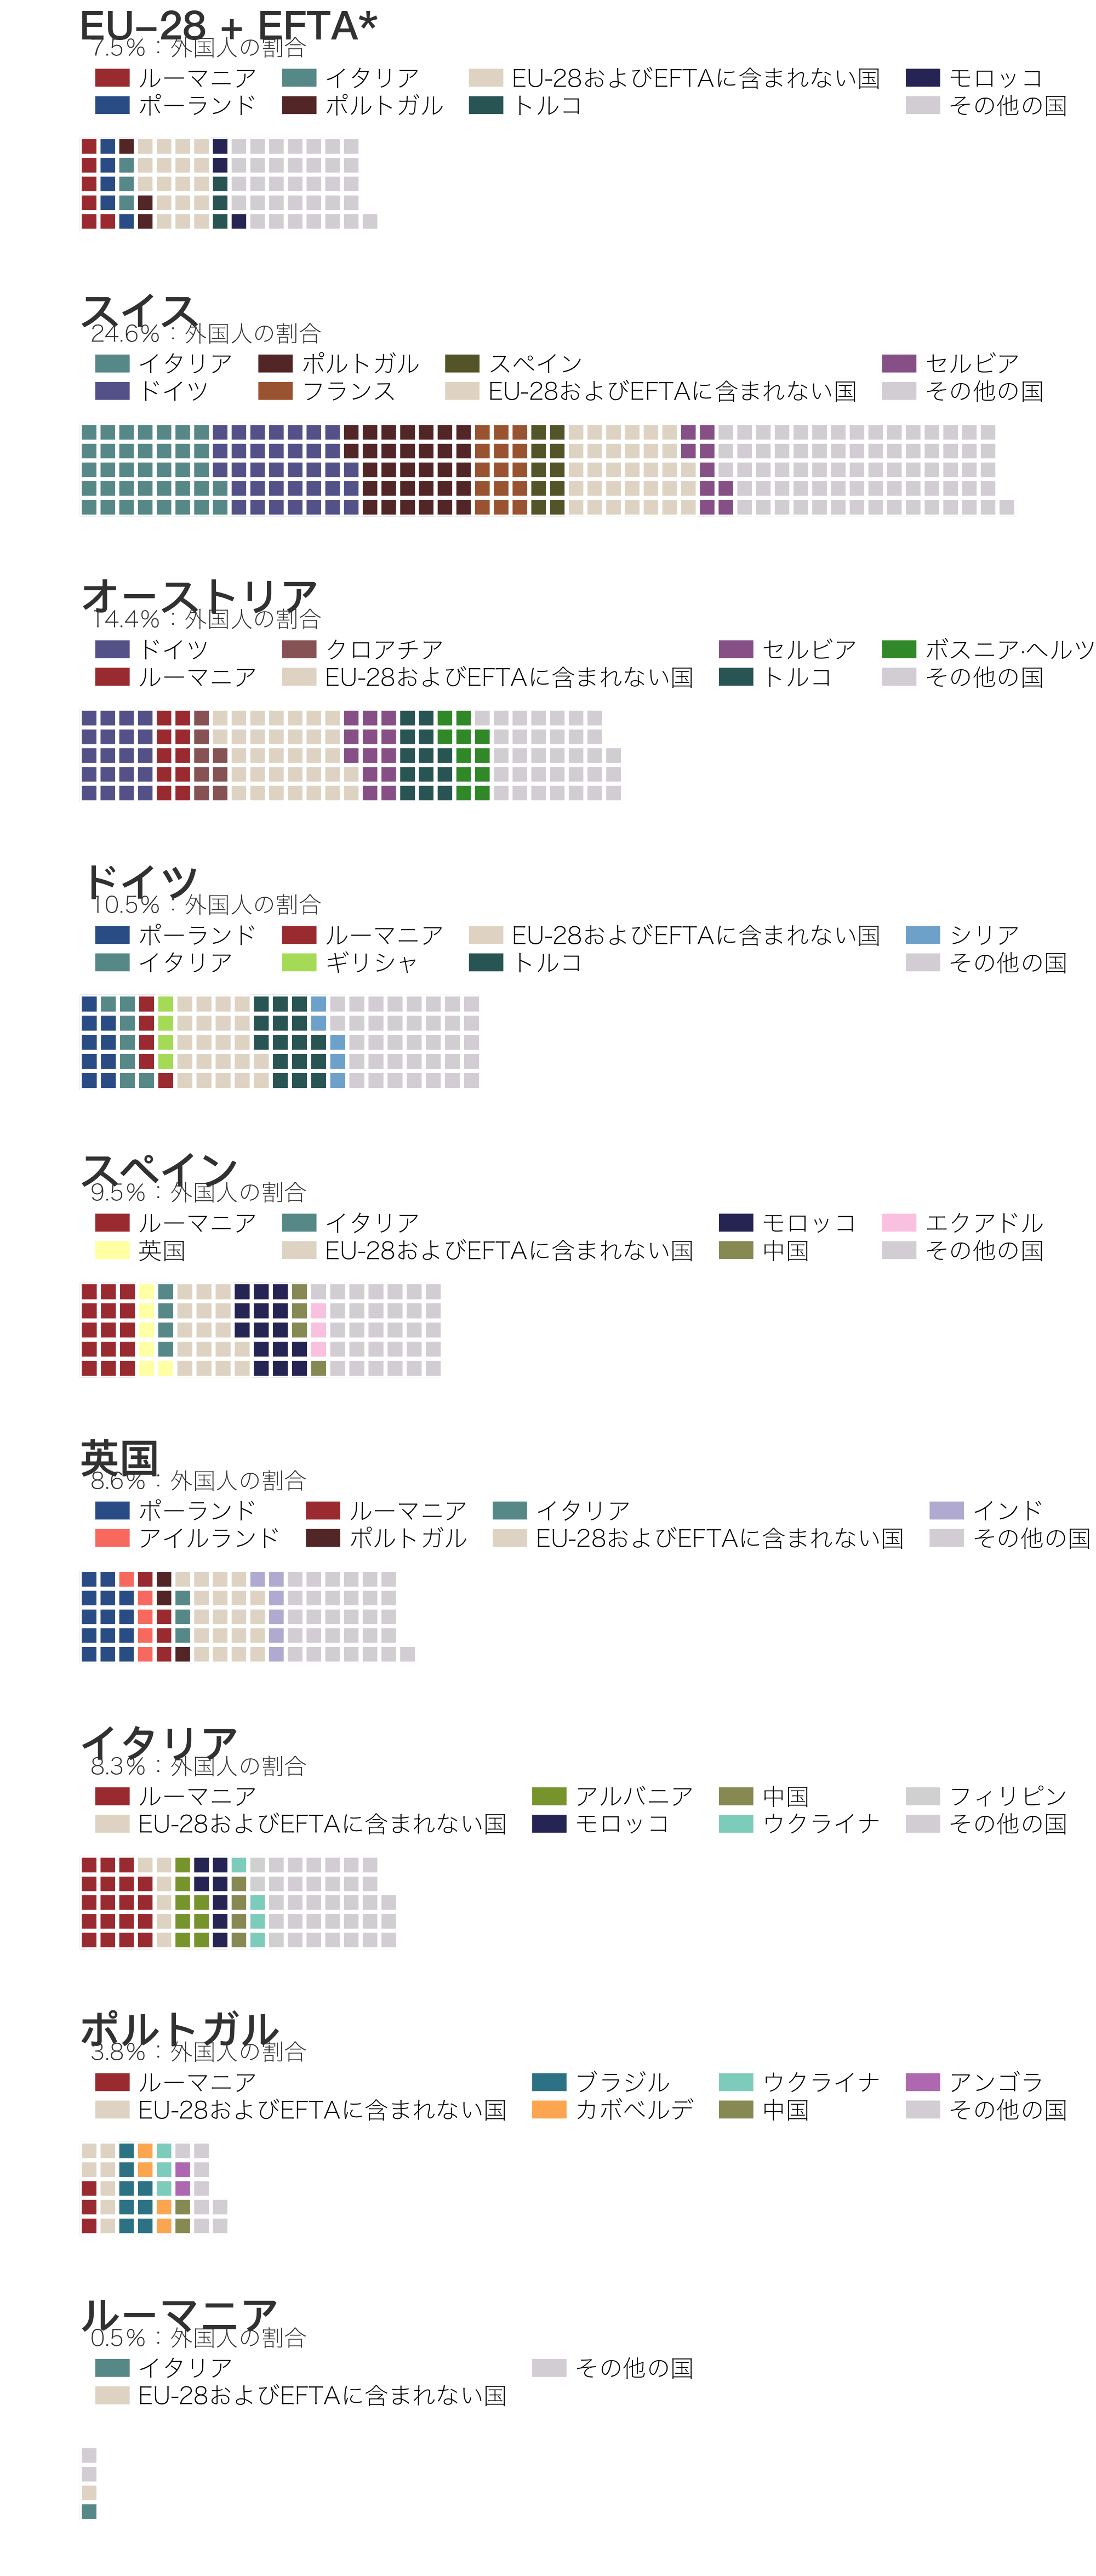 EU−28 + EFTA*
7.5%：外国人の割合
ルーマニア イタリア EU-28およびEFTAに含まれない国 モロッコ
ポーランド ポルトガル トルコ その他の国
スイス
24.6%：外国人の割合
イタリア ポルトガル スペイン セルビア
ドイツ フランス EU-28およびEFTAに含まれない国 その他の国
オーストリア
14.4%：外国人の割合
ドイツ クロアチア セルビア ボスニア·ヘルツ
ルーマニア EU-28およびEFTAに含まれない国 トルコ その他の国
ドイツ
10.5%：外国人の割合
ポーランド ルーマニア EU-28およびEFTAに含まれない国 シリア
イタリア ギリシャ トルコ その他の国
スペイン
9.5%：外国人の割合
ルーマニア イタリア モロッコ エクアドル
英国 EU-28およびEFTAに含まれない国 中国 その他の国
英国
8.6%：外国人の割合
ポーランド ルーマニア イタリア インド
アイルランド ポルトガル EU-28およびEFTAに含まれない国 その他の国
イタリア
8.3%：外国人の割合
ルーマニア アルバニア 中国 フィリピン
EU-28およびEFTAに含まれない国 モロッコ ウクライナ その他の国
ポルトガル
3.8%：外国人の割合
ルーマニア ブラジル ウクライナ アンゴラ
EU-28およびEFTAに含まれない国 カボベルデ 中国 その他の国
ルーマニア
0.5%：外国人の割合
イタリア その他の国
EU-28およびEFTAに含まれない国